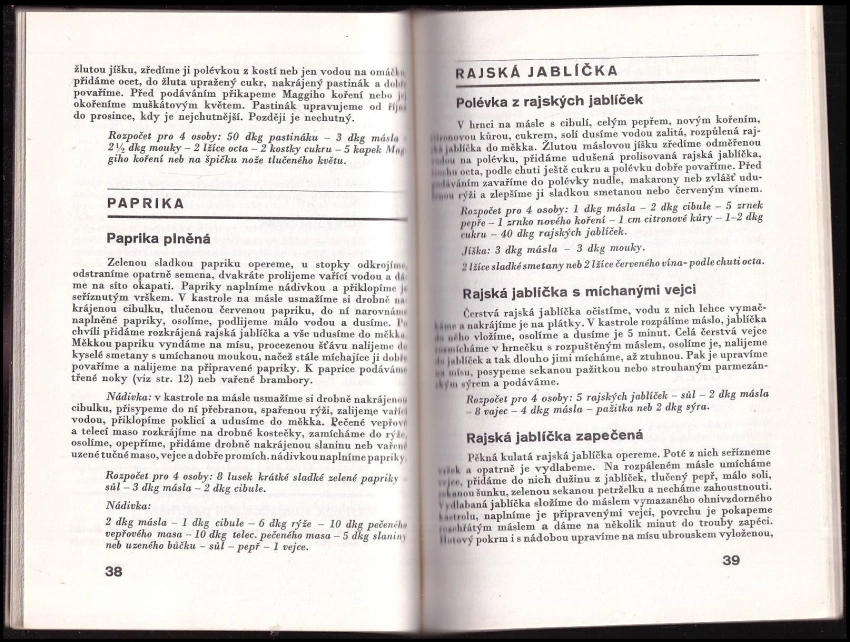 žlutou jíšku, zředíme ji polévkou z kostí neb jen vodou na omáčku,
přidáme ocet, do žluta upražený cukr, nakrájený pastinák a dobře
povaříme. Před podáváním přikapeme Maggiho koření nebo
okořeníme muškátovým květem. Pastinák upravujeme od října
do prosince, kdy je nejchutnější. Později je nechutný.
Rozpočet pro 4 osoby: 50 dkg pastináku – 3 dkg másla –
2½ dkg mouky – 2 lžíce octa – 2 kostky cukru – 5 kapek Mag-
giho koření neb na špičku nože tlučeného květu.
PAPRIKA
Paprika plněná
Zelenou sladkou papriku opereme, u stopky odkrojíme,
odstraníme opatrně semena, dvakráte prolijeme vařící vodou a dá-
me na síto okapati. Papriky naplníme nádivkou a přiklopíme je
seříznutým vrškem. V kastrole na másle usmažíme si drobně na-
krájenou cibulku, tlučenou červenou papriku, do ní narovnáme
naplněné papriky, osolíme, podlijeme málo vodou a dusíme. Po
chvíli přidáme rozkrájená rajská jablíčka a vše udusíme do měkka.
Měkkou papriku vyndáme na mísu, procezenou šťávu nalijeme do
kyselé smetany s umíchanou moukou, načež stále míchajíce ji dobře
povaříme a nalijeme na připravené papriky. K paprice podáváme
třené noky (viz str. 12) neb vařené brambory.
Nádivka: v kastrole na másle usmažíme si drobně nakrájenou
cibulku, přisypeme do ní přebranou, spařenou rýži, zalijeme vařící
vodou, přiklopíme poklicí a udusíme do měkka. Pečené vepřové
a telecí maso rozkrájíme na drobné kostečky, zamícháme do rýže,
osolíme, opepříme, přidáme drobně nakrájenou slaninu neb vařené
uzené tučné maso, vejce a dobře promích. nádivkou naplníme papriky.
Rozpočet pro 4 osoby: 8 lusek krátké sladké zelené papriky –
sůl – 3 dkg másla – 2 dkg cibule.
Nádivka:
2 dkg másla – 1 dkg cibule – 6 dkg rýže – 10 dkg pečeného
vepřového masa – 10 dkg telec. pečeného masa – 5 dkg slaniny
neb uzeného bůčku – sůl – pepř – 1 vejce.
38
RAJSKÁ JABLÍČKA
Polévka z rajských jablíček
V hrnci na másle s cibulí, celým pepřem, novým kořením,
citronovou kůrou, cukrem, solí dusíme vodou zalitá, rozpůlená raj-
ská jablíčka do měkka. Žlutou máslovou jíšku zředíme odměřenou
vodou na polévku, přidáme udušená prolisovaná rajská jablíčka,
trochu octa, podle chuti ještě cukru a polévku dobře povaříme. Před
podáváním zavaříme do polévky nudle, makarony neb zvlášť udu-
šenou rýži a zlepšíme ji sladkou smetanou nebo červeným vínem.
Rozpočet pro 4 osoby: 1 dkg másla – 2 dkg cibule – 5 zrnek
pepře – 1 zrnko nového koření – 1 cm citronové kůry – 1–2 dkg
cukru – 40 dkg rajských jablíček.
Jíška: 3 dkg másla – 3 dkg mouky.
2 lžíce sladké smetany neb 2 lžíce červeného vína – podle chuti octa.
Rajská jablíčka s míchanými vejci
Čerstvá rajská jablíčka očistíme, vodu z nich lehce vymač-
káme a nakrájíme je na plátky. V kastrole rozpálíme máslo, jablíčka
do něho vložíme, osolíme a dusíme je 5 minut. Celá čerstvá vejce
rozmícháme v hrnečku s rozpuštěným máslem, osolíme je, nalijeme
do jablíček a tak dlouho jimi mícháme, až ztuhnou. Pak je upravíme
na mísu, posypeme sekanou pažitkou nebo strouhaným parmezán-
ským sýrem a podáváme.
Rozpočet pro 4 osoby: 5 rajských jablíček – sůl – 2 dkg másla
– 8 vajec – 4 dkg másla – pažitka neb 2 dkg sýra.
Rajská jablíčka zapečená
Pěkná kulatá rajská jablíčka opereme. Poté z nich seřízneme
vršek a opatrně je vydlabeme. Na rozpáleném másle umícháme
vejce, přidáme do nich dužinu z jablíček, tlučený pepř, málo soli,
sekanou šunku, zelenou sekanou petrželku a necháme zahoustnouti.
Vydlabaná jablíčka složíme do máslem vymazaného ohnivzdorného
kastrolu, naplníme je připravenými vejci, povrchu je pokapeme
rozehřátým máslem a dáme na několik minut do trouby zapéci.
Hotový pokrm i s nádobou upravíme na mísu ubrouskem vyloženou,
39